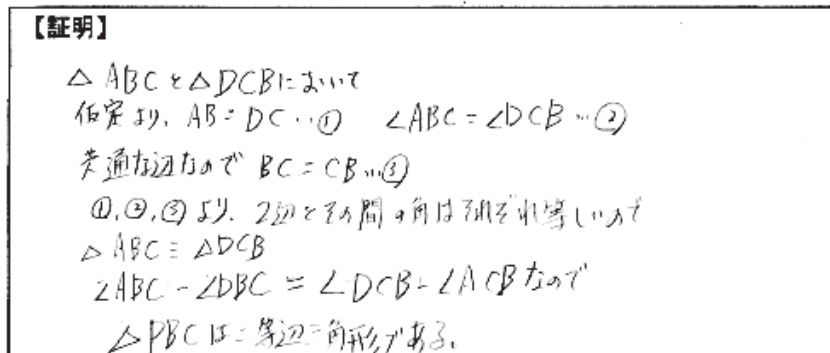 【証明】
△ABCと△DCBにおいて
仮定より、AB=DC…① ∠ABC=∠DCB…②
共通な辺なので BC=CB…③
①,②,③より、2辺とその間の角はそれぞれ等しいので
△ABC≡△DCB
∠ABC-∠DBC=∠DCB-∠ACBなので
△PBCは二等辺三角形である。